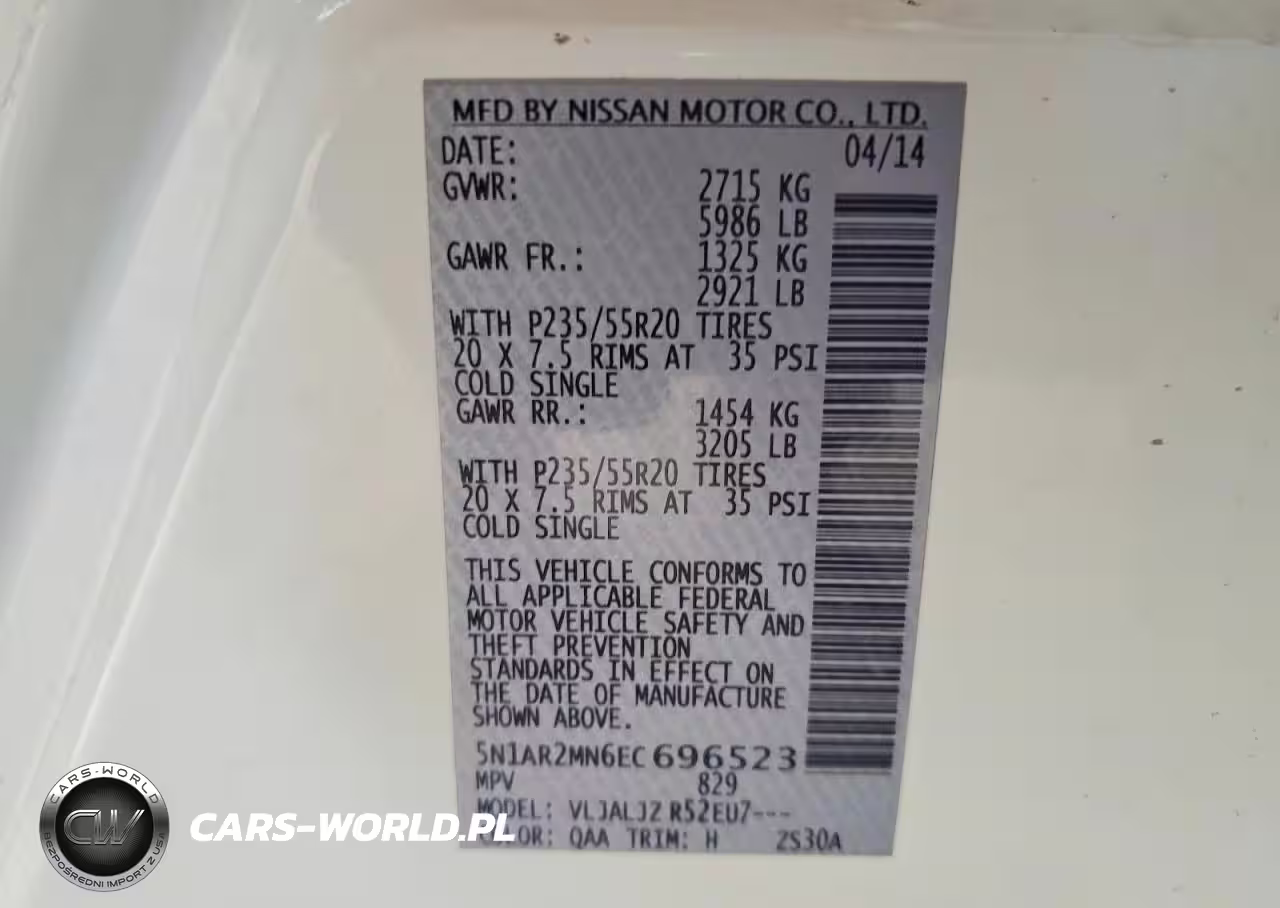 MFD BY NISSAN MOTOR CO., LTD.
DATE: 04/14
GVWR: 2715 KG
5986 LB
GAWR FR.: 1325 KG
2921 LB
WITH P235/55R20 TIRES
20 X 7.5 RIMS AT 35 PSI
COLD SINGLE
GAWR RR.: 1454 KG
3205 LB
WITH P235/55R20 TIRES
20 X 7.5 RIMS AT 35 PSI
COLD SINGLE
THIS VEHICLE CONFORMS TO
ALL APPLICABLE FEDERAL
MOTOR VEHICLE SAFETY AND
THEFT PREVENTION
STANDARDS IN EFFECT ON
THE DATE OF MANUFACTURE
SHOWN ABOVE.
5N1AR2MN6EC696523
MPV 829
MODEL: VLJALJZ R52EU7---
COLOR: QAA TRIM: H ZS30A
CARS-WORLD
CW
BEZPOŚREDNI IMPORT Z USA
CARS-WORLD.PL